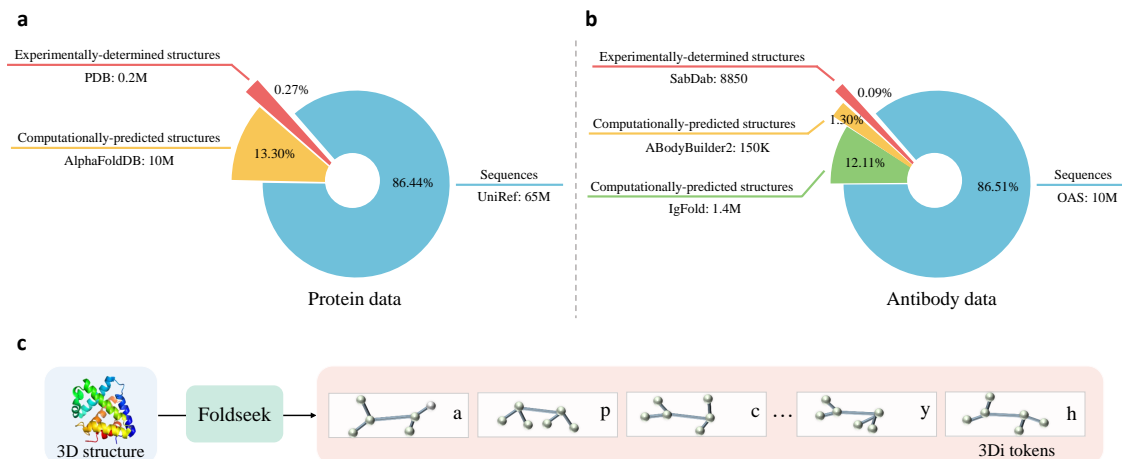 a
Experimentally-determined structures
PDB: 0.2M
0.27%
Computationally-predicted structures
AlphaFoldDB: 10M
13.30%
86.44%
Sequences
UniRef: 65M
Protein data
b
Experimentally-determined structures
SabDab: 8850
0.09%
Computationally-predicted structures
ABodyBuilder2: 150K
1.30%
12.11%
Computationally-predicted structures
IgFold: 1.4M
86.51%
Sequences
OAS: 10M
Antibody data
c
3D structure
Foldseek
a
p
c
...
y
h
3Di tokens